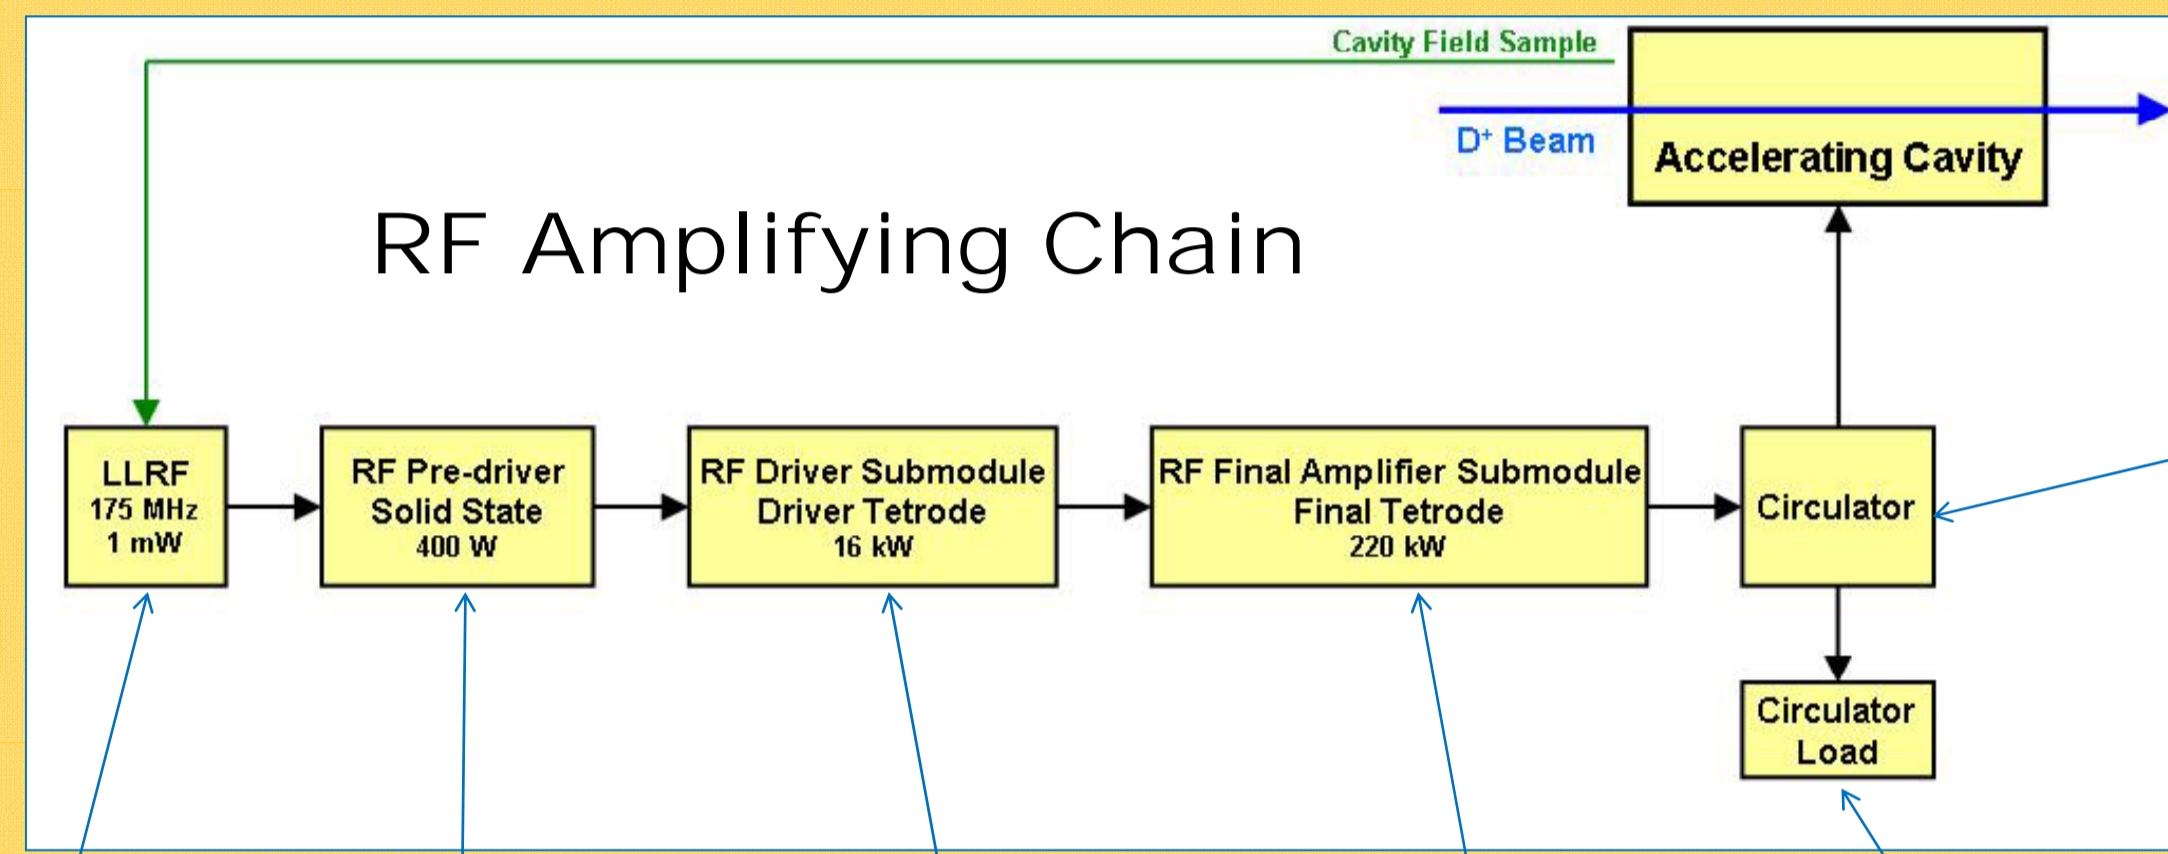 Cavity Field Sample
D⁺ Beam
Accelerating Cavity
RF Amplifying Chain
LLRF
175 MHz
1 mW
RF Pre-driver
Solid State
400 W
RF Driver Submodule
Driver Tetrode
16 kW
RF Final Amplifier Submodule
Final Tetrode
220 kW
Circulator
Circulator
Load